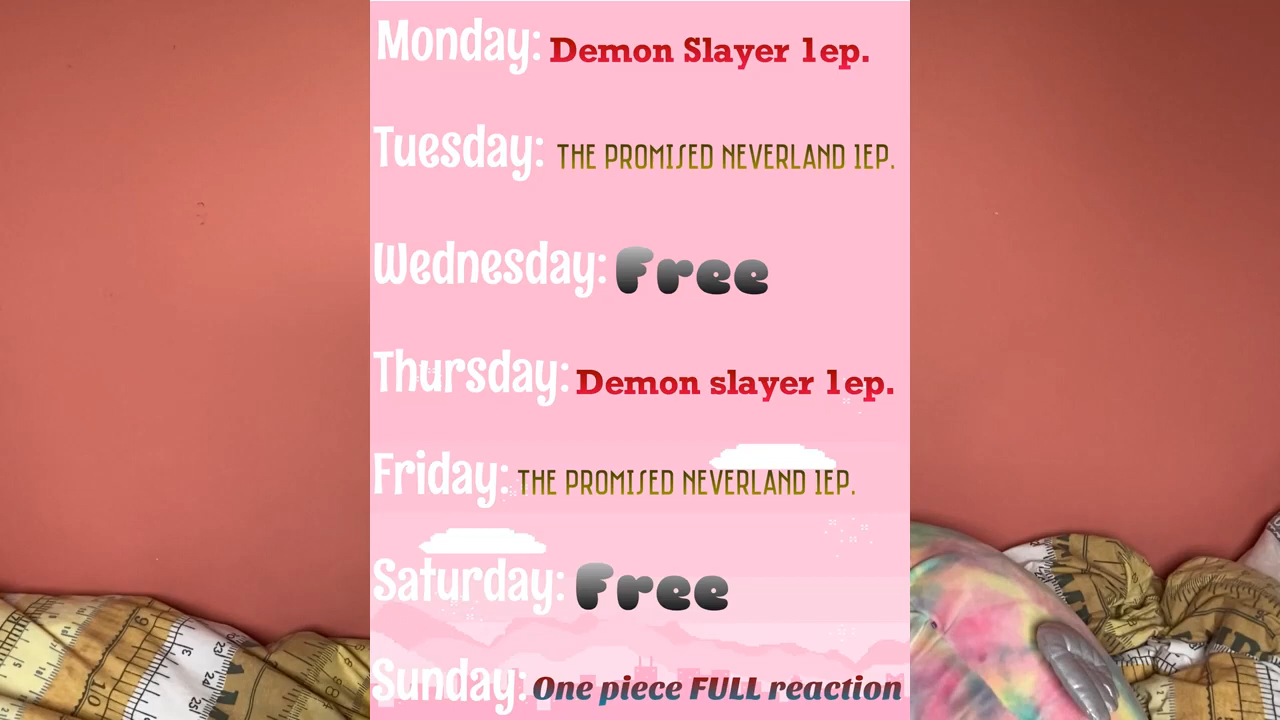 Monday: Demon Slayer 1ep.
Tuesday: THE PROMISED NEVERLAND 1EP.
Wednesday: Free
Thursday: Demon slayer 1ep.
Friday: THE PROMISED NEVERLAND 1EP.
Saturday: Free
Sunday: One piece FULL reaction